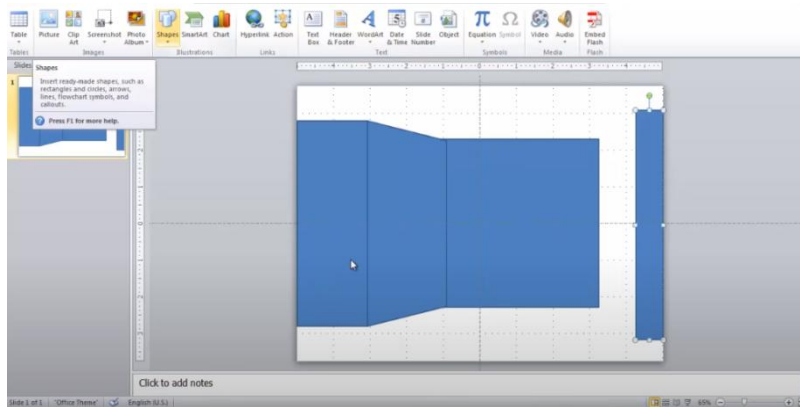 Table Picture Clip Art Screenshot Photo Album Shapes SmartArt Chart Hyperlink Action Text Box Header & Footer WordArt Date & Time Slide Number Object Equation Symbol Video Audio Embed Flash
Tables Images Illustrations Links Text Symbols Media Flash
Slides
Shapes
Insert ready-made shapes, such as
rectangles and circles, arrows,
lines, flowchart symbols, and
callouts.
Press F1 for more help.
1
Click to add notes
Slide 1 of 1 "Office Theme" English (U.S.) 65%